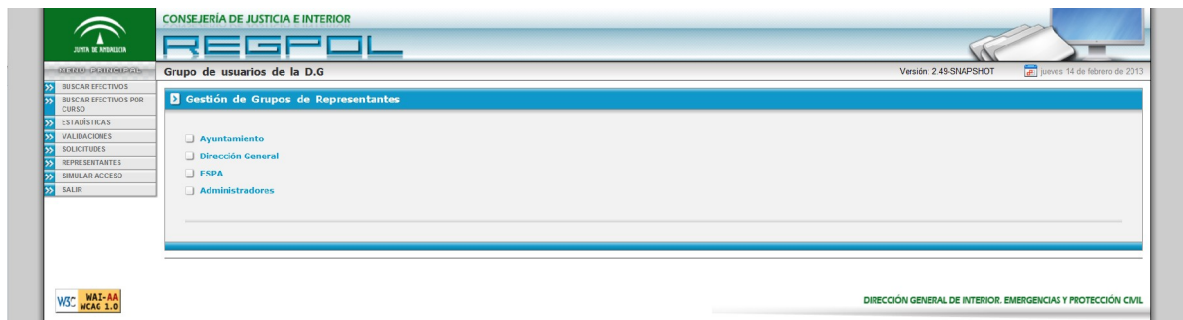 CONSEJERÍA DE JUSTICIA E INTERIOR
JUNTA DE ANDALUCIA
REGPOL
MENU PRINCIPAL
Grupo de usuarios de la D.G
Versión: 2.49-SNAPSHOT
jueves 14 de febrero de 2013
BUSCAR EFECTIVOS
BUSCAR EFECTIVOS POR
CURSO
ESTADÍSTICAS
VALIDACIONES
SOLICITUDES
REPRESENTANTES
SIMULAR ACCESO
SALIR
Gestión de Grupos de Representantes
Ayuntamiento
Dirección General
ESPA
Administradores
W3C WAI-AA
WCAG 1.0
DIRECCIÓN GENERAL DE INTERIOR. EMERGENCIAS Y PROTECCIÓN CIVIL